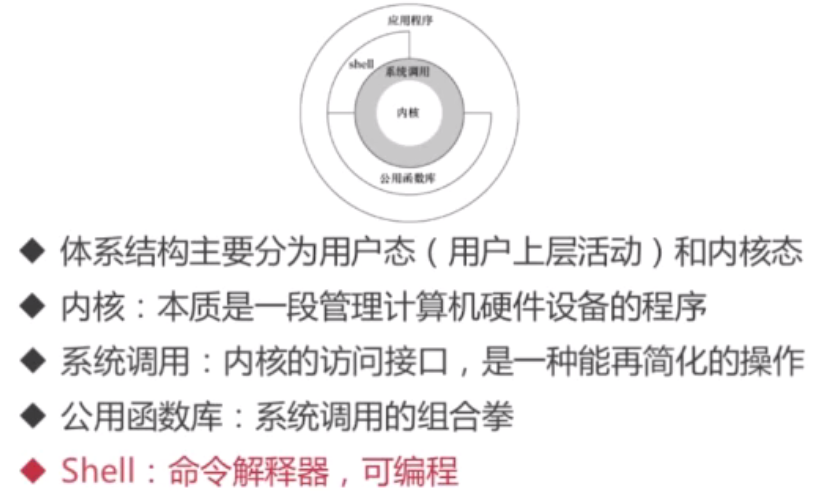 应用程序
shell
系统调用
内核
公用函数库
◆ 体系结构主要分为用户态（用户上层活动）和内核态
◆ 内核：本质是一段管理计算机硬件设备的程序
◆ 系统调用：内核的访问接口，是一种能再简化的操作
◆ 公用函数库：系统调用的组合拳
◆ Shell：命令解释器，可编程